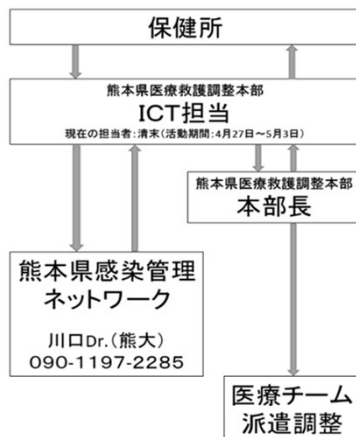 保健所
熊本県医療救護調整本部
ICT担当
現在の担当者:清末(活動期間:4月27日～5月3日)
熊本県医療救護調整本部
本部長
熊本県感染管理
ネットワーク
川口Dr.(熊大)
090-1197-2285
医療チーム
派遣調整